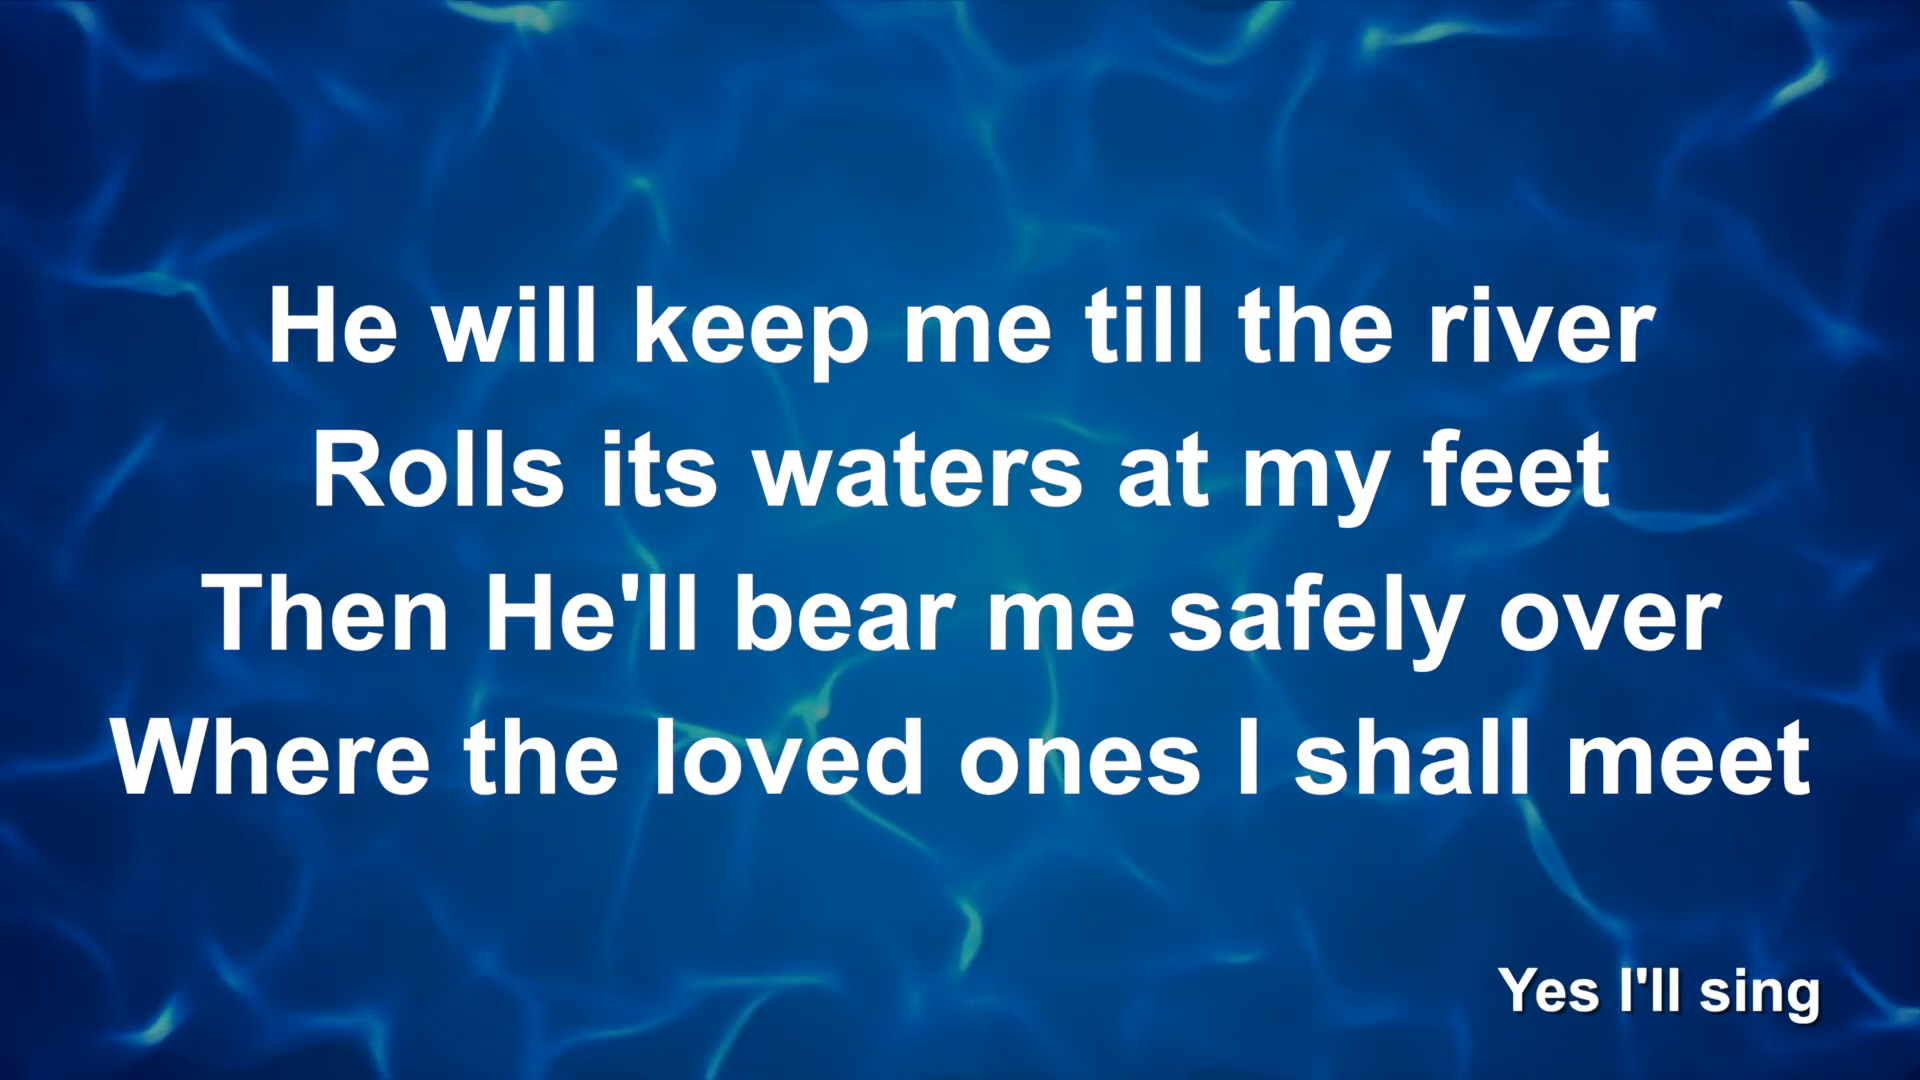 He will keep me till the river
Rolls its waters at my feet
Then He'll bear me safely over
Where the loved ones I shall meet
Yes I'll sing